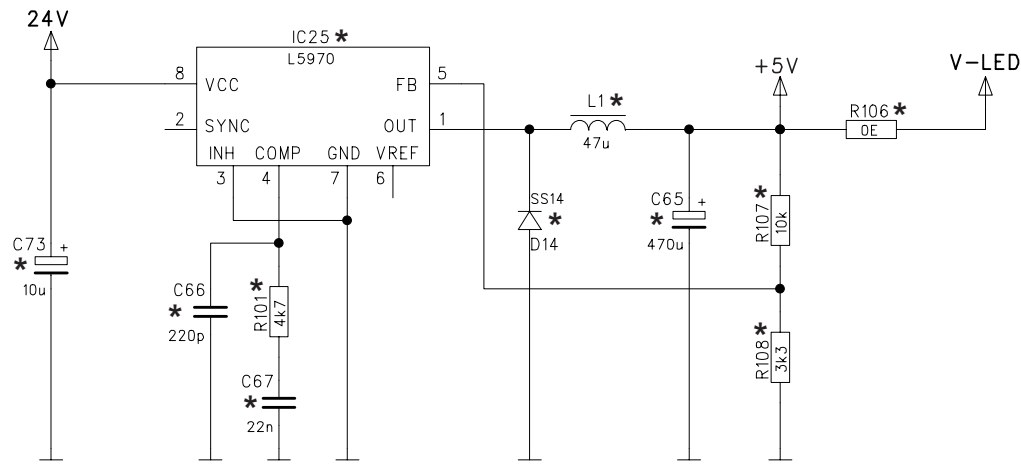 24V
IC25 *
L5970
8 VCC
FB 5
2 SYNC
OUT 1
INH COMP GND VREF
3 4 7 6
+5V
V-LED
L1 *
47u
R106 *
0E
C73 +
*
10u
C66
*
220p
R101 *
4k7
C67
*
22n
SS14
*
D14
C65 +
*
470u
R107 *
10k
R108 *
3k3